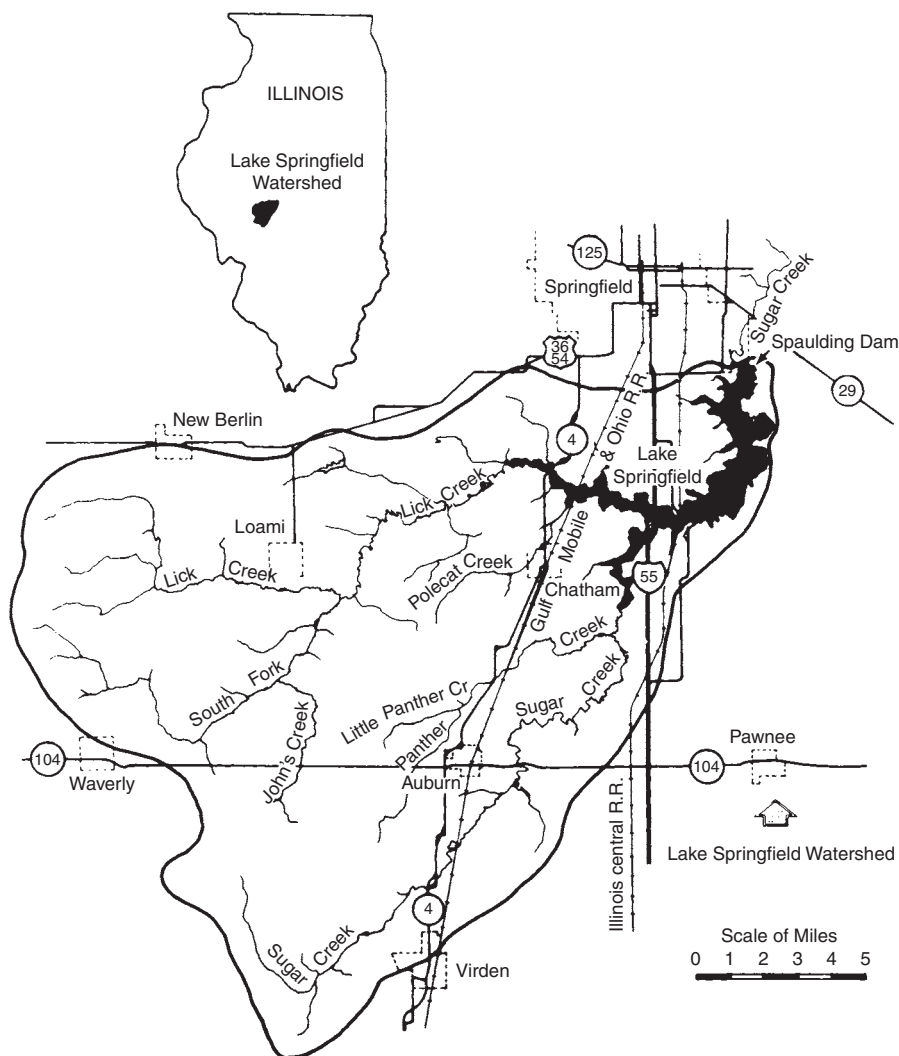 ILLINOIS
Lake Springfield
Watershed
125
Springfield
Sugar Creek
Spaulding Dam
36
54
29
New Berlin
4
& Ohio R.R.
Lake
Springfield
Lick Creek
Loami
Mobile
Lick Creek
Polecat Creek
Gulf
Chatham
55
Creek
South Fork
Little Panther Cr
Sugar Creek
Panther
John's Creek
104
Waverly
Auburn
104
Pawnee
Illinois central R.R.
Lake Springfield Watershed
4
Sugar Creek
Virden
Scale of Miles
0 1 2 3 4 5